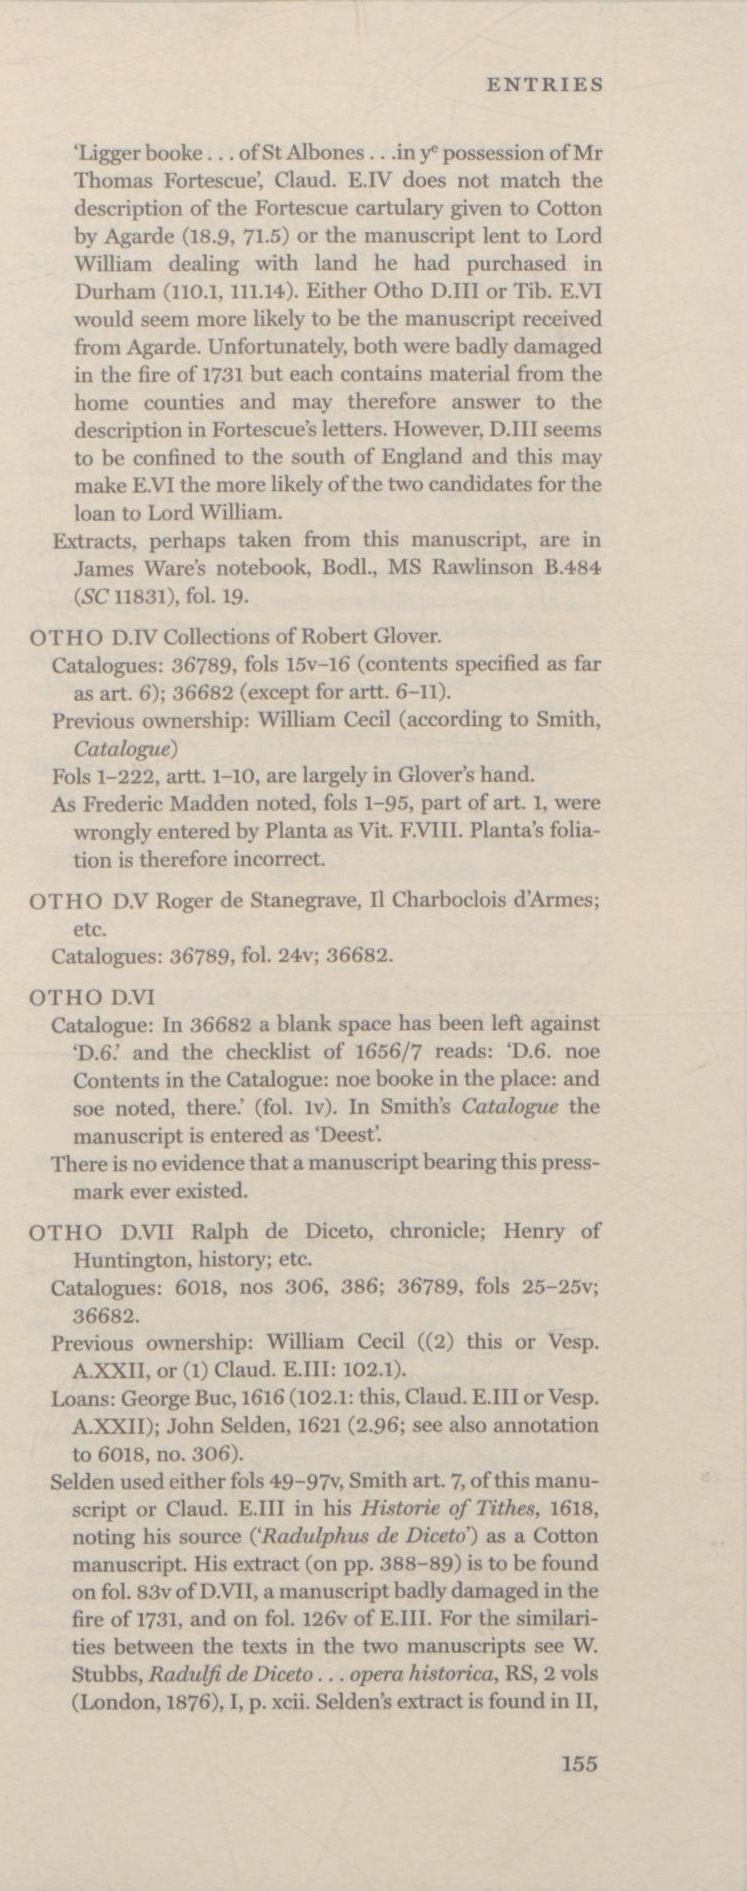 ENTRIES
‘Ligger booke . . . of St Albones . . .in yᵉ possession of Mr
Thomas Fortescue’, Claud. E.IV does not match the
description of the Fortescue cartulary given to Cotton
by Agarde (18.9, 71.5) or the manuscript lent to Lord
William dealing with land he had purchased in
Durham (110.1, 111.14). Either Otho D.III or Tib. E.VI
would seem more likely to be the manuscript received
from Agarde. Unfortunately, both were badly damaged
in the fire of 1731 but each contains material from the
home counties and may therefore answer to the
description in Fortescue’s letters. However, D.III seems
to be confined to the south of England and this may
make E.VI the more likely of the two candidates for the
loan to Lord William.
Extracts, perhaps taken from this manuscript, are in
James Ware’s notebook, Bodl., MS Rawlinson B.484
(SC 11831), fol. 19.
OTHO D.IV Collections of Robert Glover.
Catalogues: 36789, fols 15v–16 (contents specified as far
as art. 6); 36682 (except for artt. 6–11).
Previous ownership: William Cecil (according to Smith,
Catalogue)
Fols 1–222, artt. 1–10, are largely in Glover’s hand.
As Frederic Madden noted, fols 1–95, part of art. 1, were
wrongly entered by Planta as Vit. F.VIII. Planta’s folia-
tion is therefore incorrect.
OTHO D.V Roger de Stanegrave, Il Charboclois d’Armes;
etc.
Catalogues: 36789, fol. 24v; 36682.
OTHO D.VI
Catalogue: In 36682 a blank space has been left against
‘D.6.’ and the checklist of 1656/7 reads: ‘D.6. noe
Contents in the Catalogue: noe booke in the place: and
soe noted, there.’ (fol. 1v). In Smith’s Catalogue the
manuscript is entered as ‘Deest’.
There is no evidence that a manuscript bearing this press-
mark ever existed.
OTHO D.VII Ralph de Diceto, chronicle; Henry of
Huntington, history; etc.
Catalogues: 6018, nos 306, 386; 36789, fols 25–25v;
36682.
Previous ownership: William Cecil ((2) this or Vesp.
A.XXII, or (1) Claud. E.III: 102.1).
Loans: George Buc, 1616 (102.1: this, Claud. E.III or Vesp.
A.XXII); John Selden, 1621 (2.96; see also annotation
to 6018, no. 306).
Selden used either fols 49–97v, Smith art. 7, of this manu-
script or Claud. E.III in his Historie of Tithes, 1618,
noting his source (‘Radulphus de Diceto’) as a Cotton
manuscript. His extract (on pp. 388–89) is to be found
on fol. 83v of D.VII, a manuscript badly damaged in the
fire of 1731, and on fol. 126v of E.III. For the similari-
ties between the texts in the two manuscripts see W.
Stubbs, Radulfi de Diceto . . . opera historica, RS, 2 vols
(London, 1876), I, p. xcii. Selden’s extract is found in II,
155